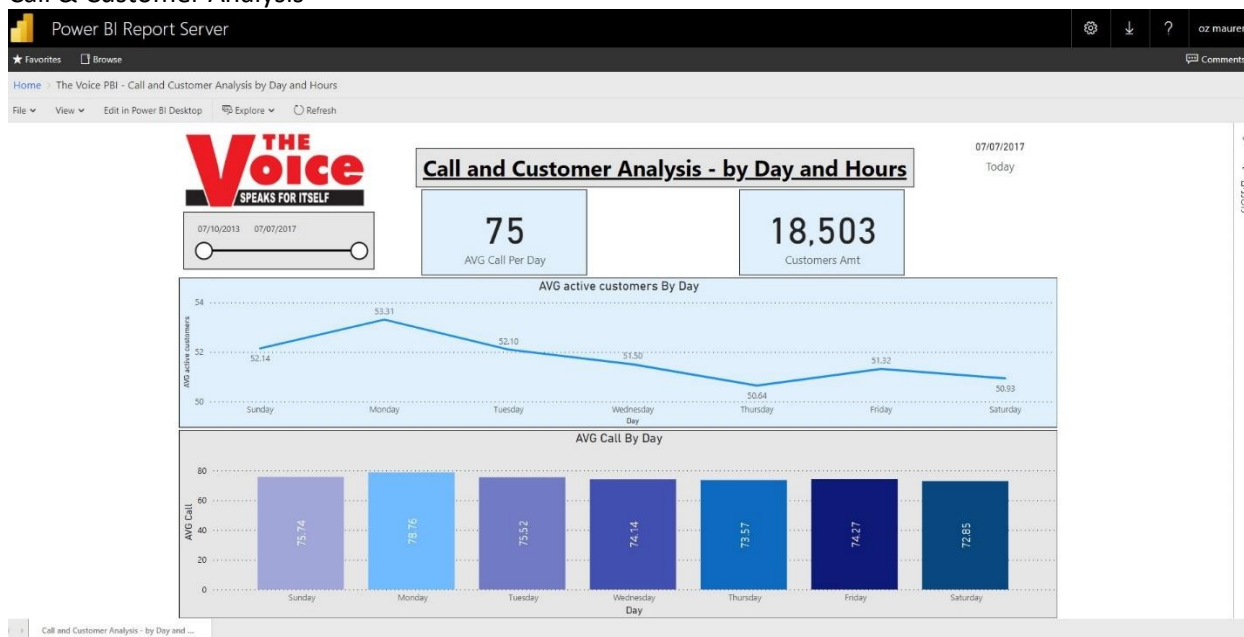 Call & Customer Analysis
Power BI Report Server
? oz maurer
Favorites Browse
Comments
Home > The Voice PBI - Call and Customer Analysis by Day and Hours
File View Edit in Power BI Desktop Explore Refresh
THE
Voice
SPEAKS FOR ITSELF
Call and Customer Analysis - by Day and Hours
07/07/2017
Today
07/10/2013 07/07/2017
75
AVG Call Per Day
18,503
Customers Amt
AVG active customers By Day
AVG active customers
54
52
50
52.14
53.31
52.10
51.50
50.64
51.32
50.93
Sunday Monday Tuesday Wednesday Thursday Friday Saturday
Day
AVG Call By Day
AVG Call
80
60
40
20
0
75.74
78.76
75.52
74.14
73.57
74.27
72.85
Sunday Monday Tuesday Wednesday Thursday Friday Saturday
Day
Call and Customer Analysis - by Day and ...